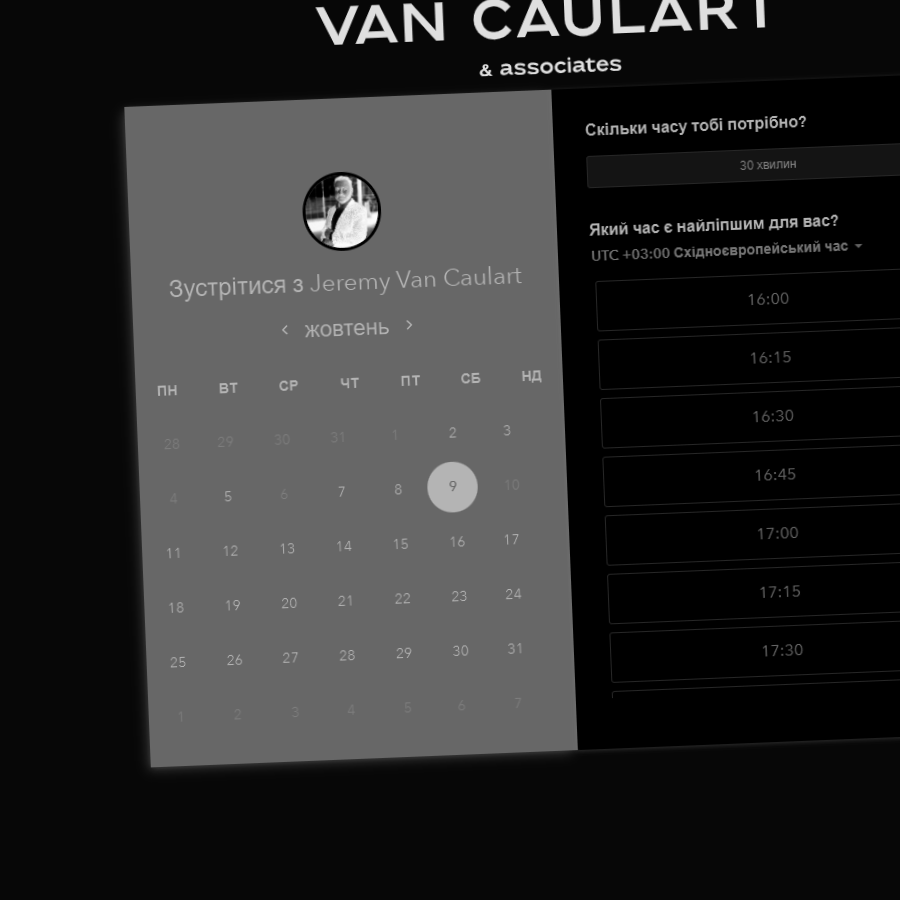 VAN CAULART
& associates
Зустрітися з Jeremy Van Caulart
жовтень
ПН ВТ СР ЧТ ПТ СБ НД
28 29 30 31 1 2 3
4 5 6 7 8 9 10
11 12 13 14 15 16 17
18 19 20 21 22 23 24
25 26 27 28 29 30 31
1 2 3 4 5 6 7
Скільки часу тобі потрібно?
30 хвилин
Який час є найліпшим для вас?
UTC +03:00 Східноєвропейський час
16:00
16:15
16:30
16:45
17:00
17:15
17:30